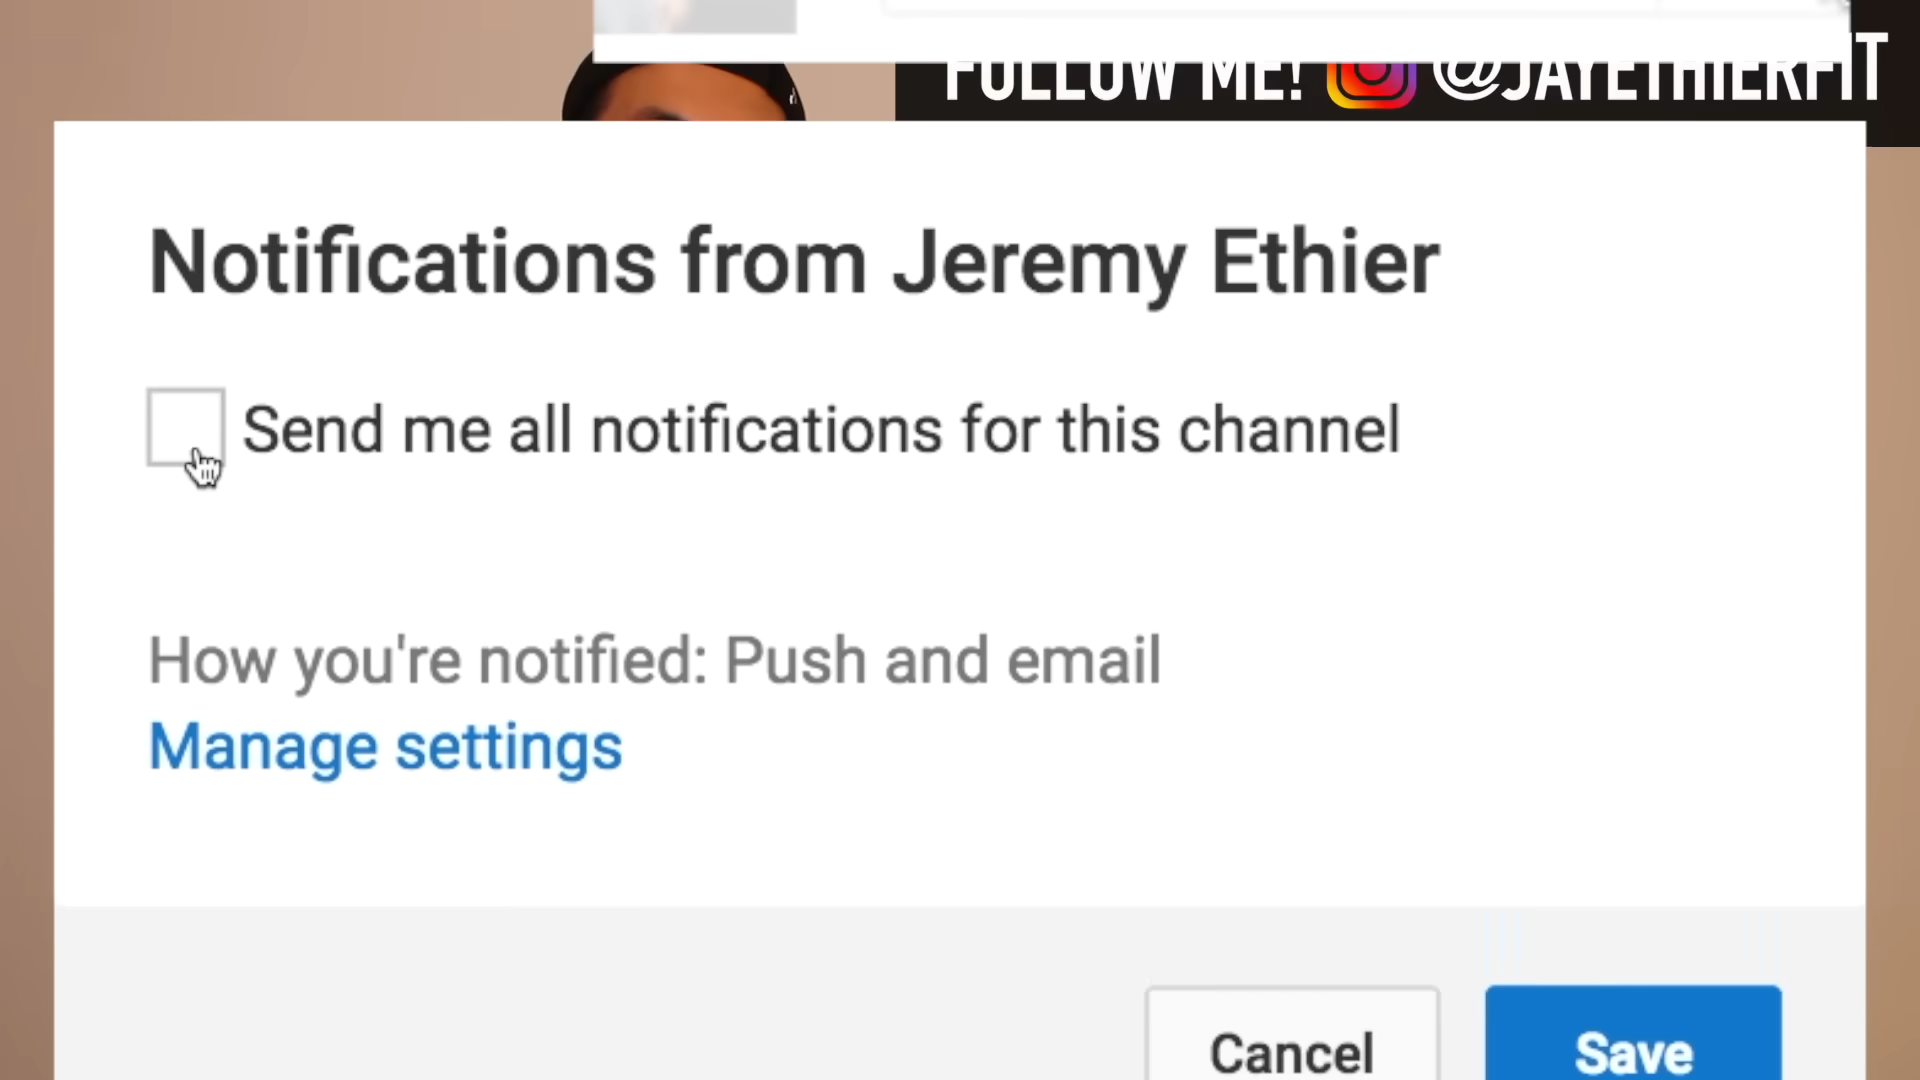 FOLLOW ME! @JAYETHIERFIT
Notifications from Jeremy Ethier
Send me all notifications for this channel
How you're notified: Push and email
Manage settings
Cancel
Save